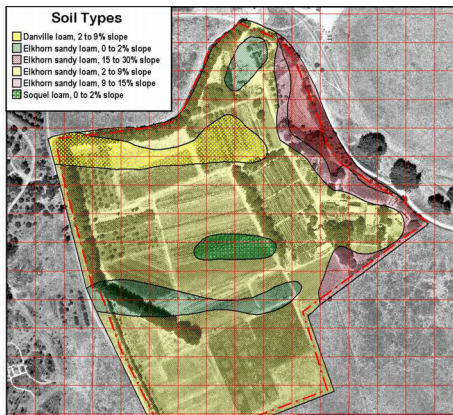 Soil Types
Danville loam, 2 to 9% slope
Elkhorn sandy loam, 0 to 2% slope
Elkhorn sandy loam, 15 to 30% slope
Elkhorn sandy loam, 2 to 9% slope
Elkhorn sandy loam, 9 to 15% slope
Soquel loam, 0 to 2% slope